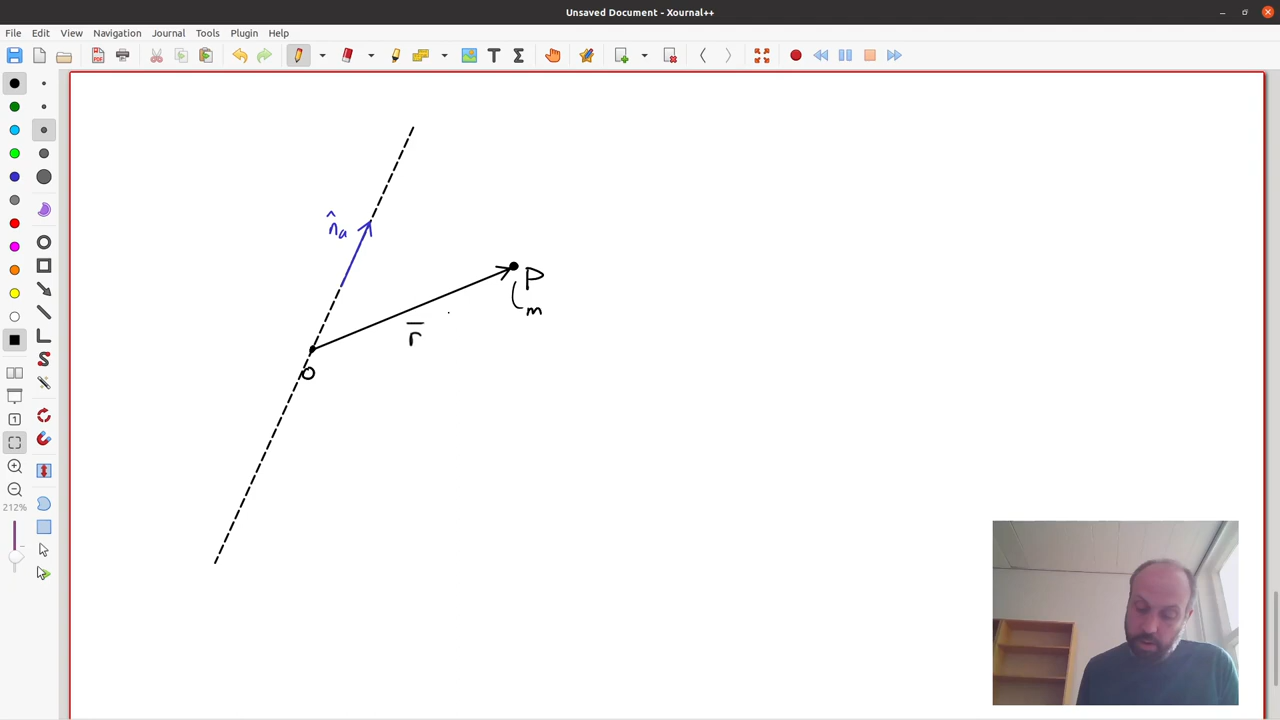 Unsaved Document - Xournal++
File Edit View Navigation Journal Tools Plugin Help
n̂ₐ
P
m
r̄
O
212%